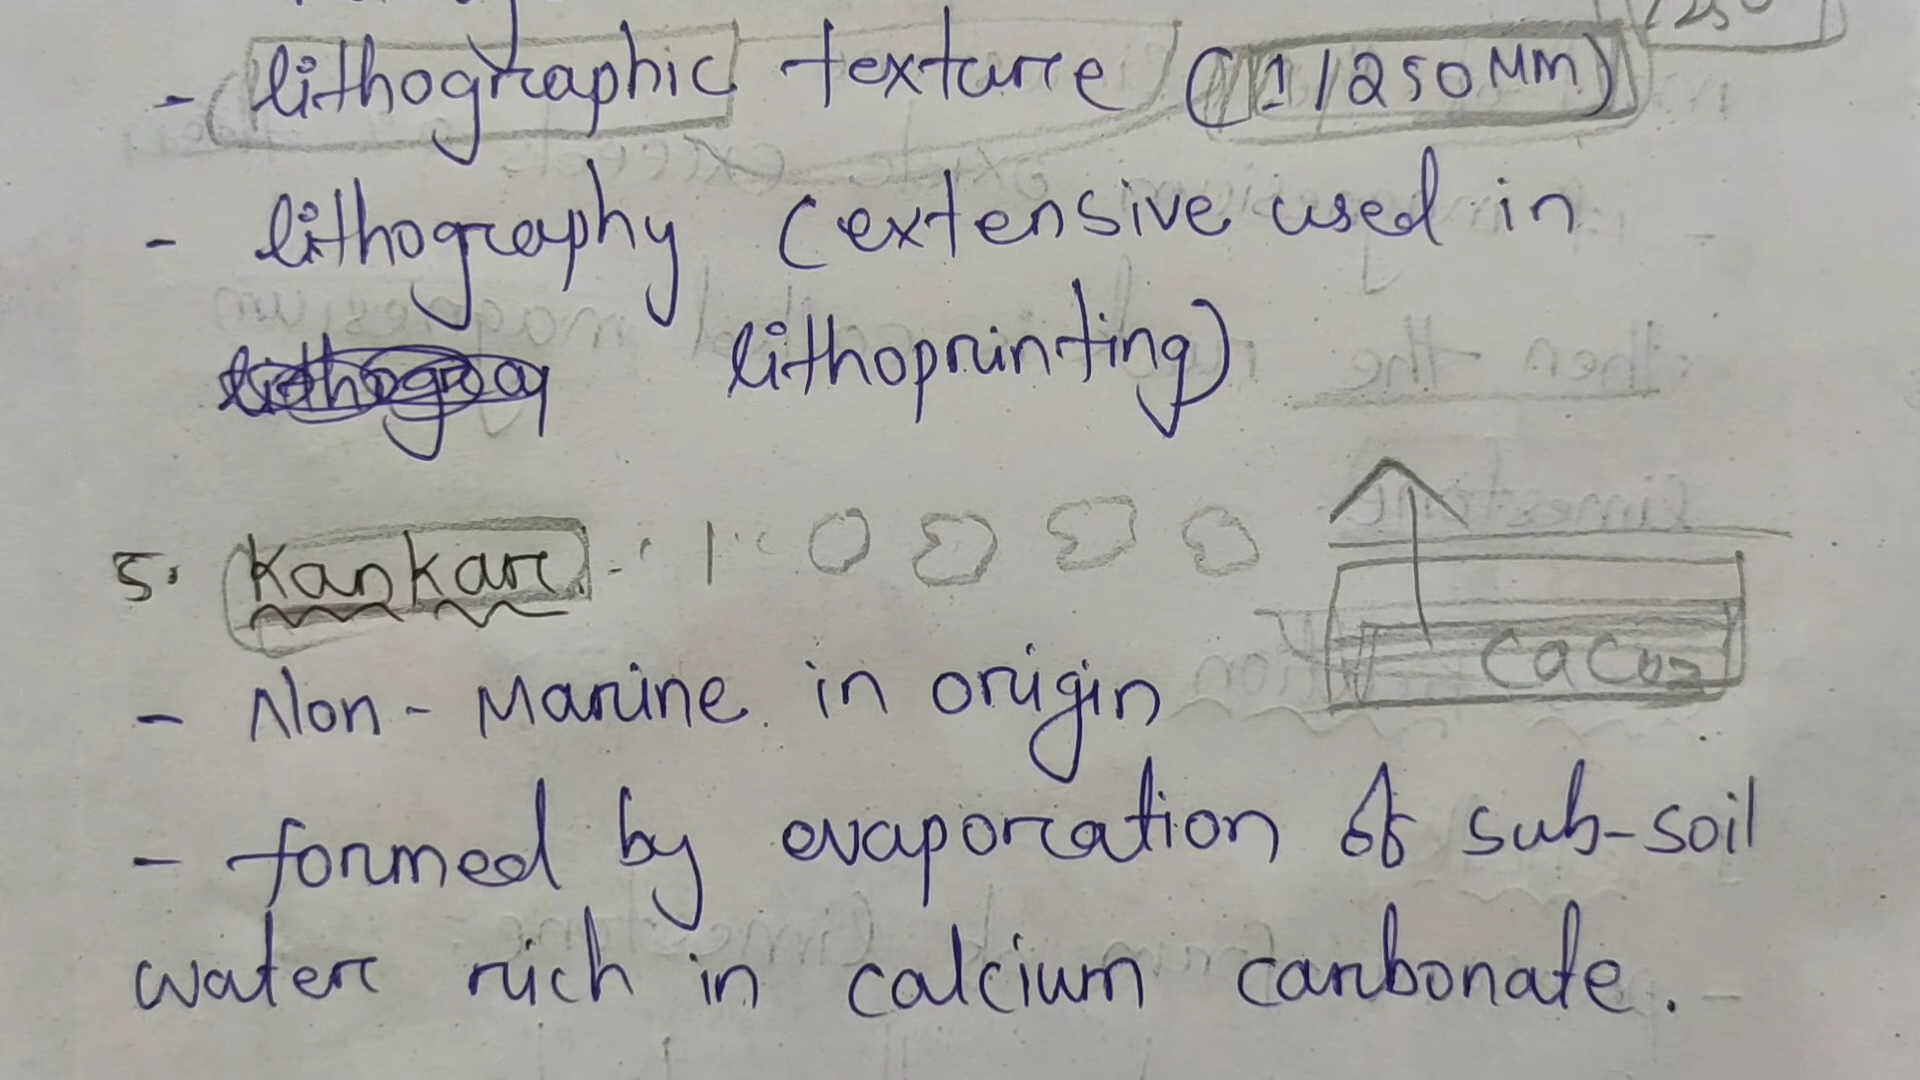 - lithographic texture (1/250 Mm)
- lithography (extensive used in
lithoprinting)
5. Kankar.
CaCO3
- Non-Marine in origin
- formed by evaporation of sub-soil
water rich in calcium carbonate.